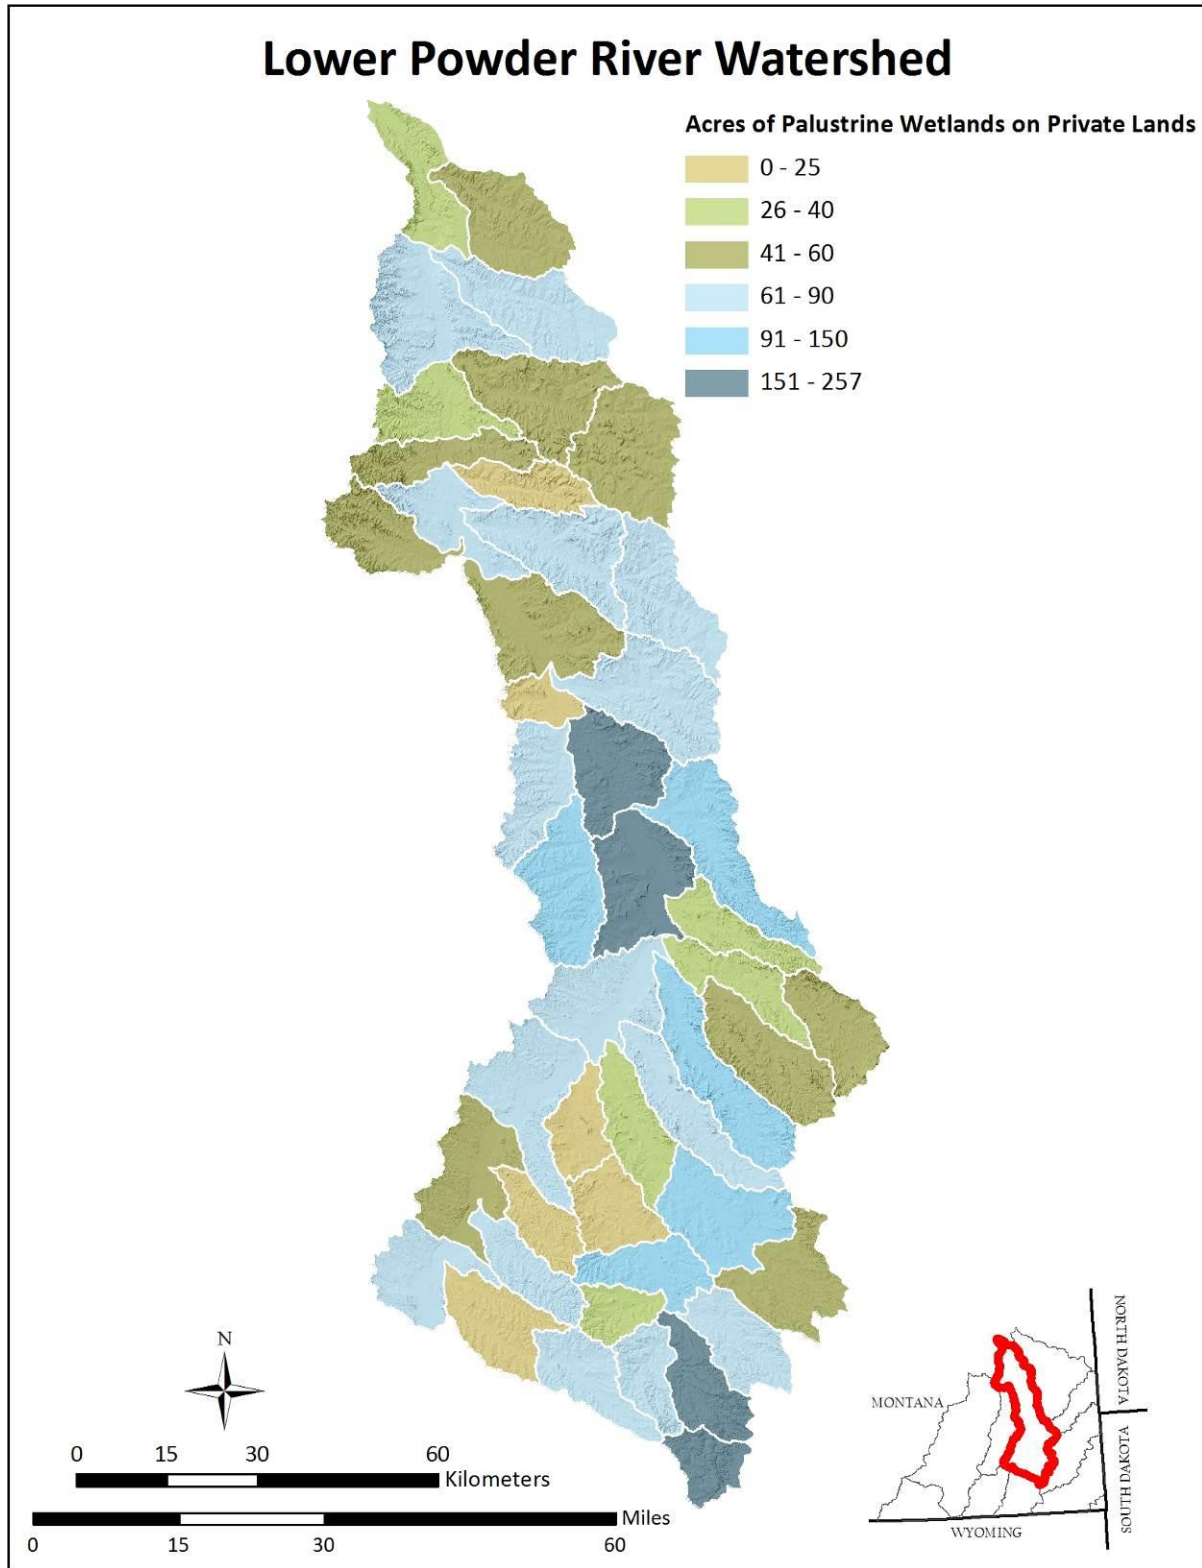 Lower Powder River Watershed
Acres of Palustrine Wetlands on Private Lands
0 - 25
26 - 40
41 - 60
61 - 90
91 - 150
151 - 257
N
0 15 30 60
Kilometers
Miles
0 15 30 60
MONTANA
NORTH DAKOTA
SOUTH DAKOTA
WYOMING